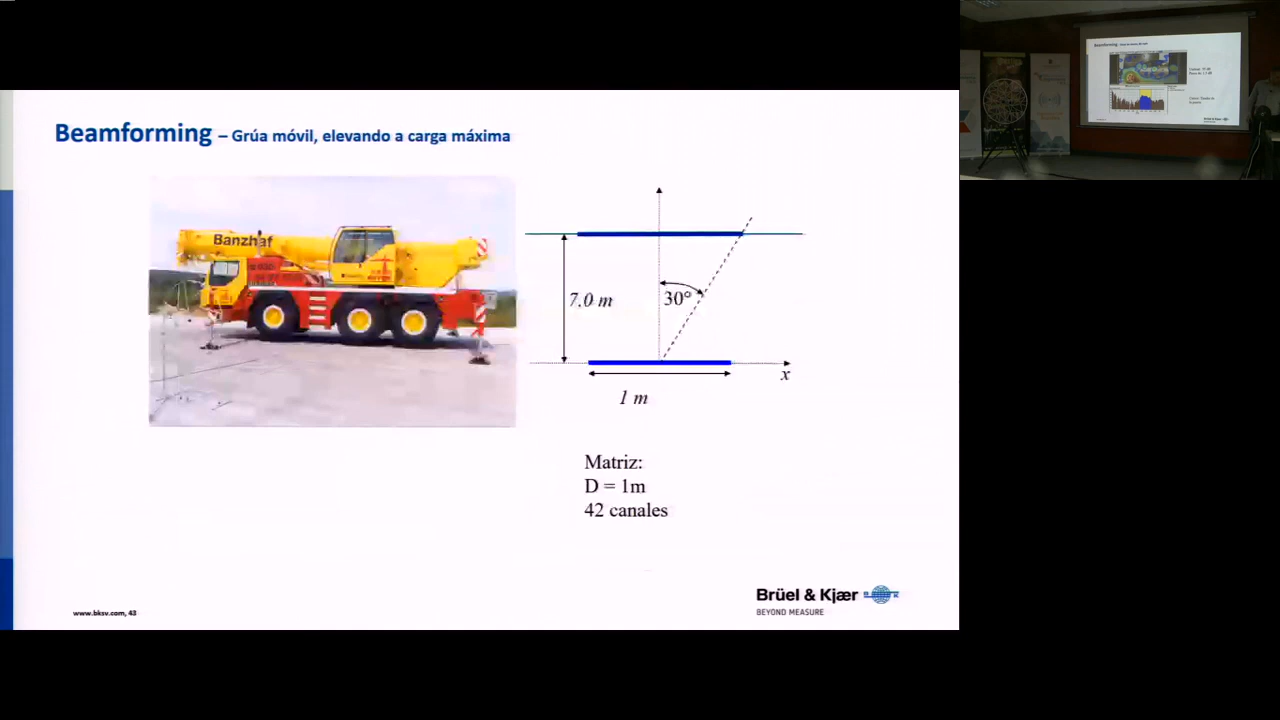 Beamforming – Grúa móvil, elevando a carga máxima
Banzhaf
7.0 m
30°
x
1 m
Matriz:
D = 1m
42 canales
Brüel & Kjær
BEYOND MEASURE
www.bksv.com, 43
Beamforming